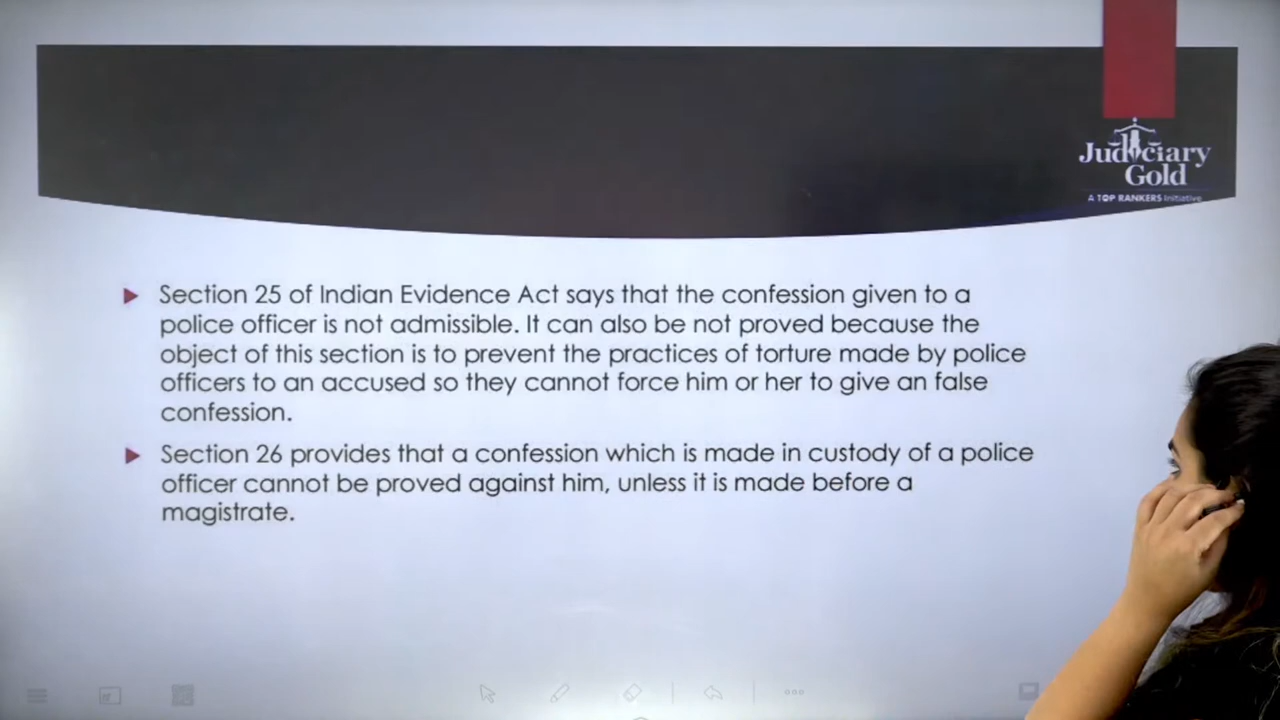 Judiciary
Gold
A TOP RANKERS Initiative
Section 25 of Indian Evidence Act says that the confession given to a
police officer is not admissible. It can also be not proved because the
object of this section is to prevent the practices of torture made by police
officers to an accused so they cannot force him or her to give an false
confession.
Section 26 provides that a confession which is made in custody of a police
officer cannot be proved against him, unless it is made before a
magistrate.